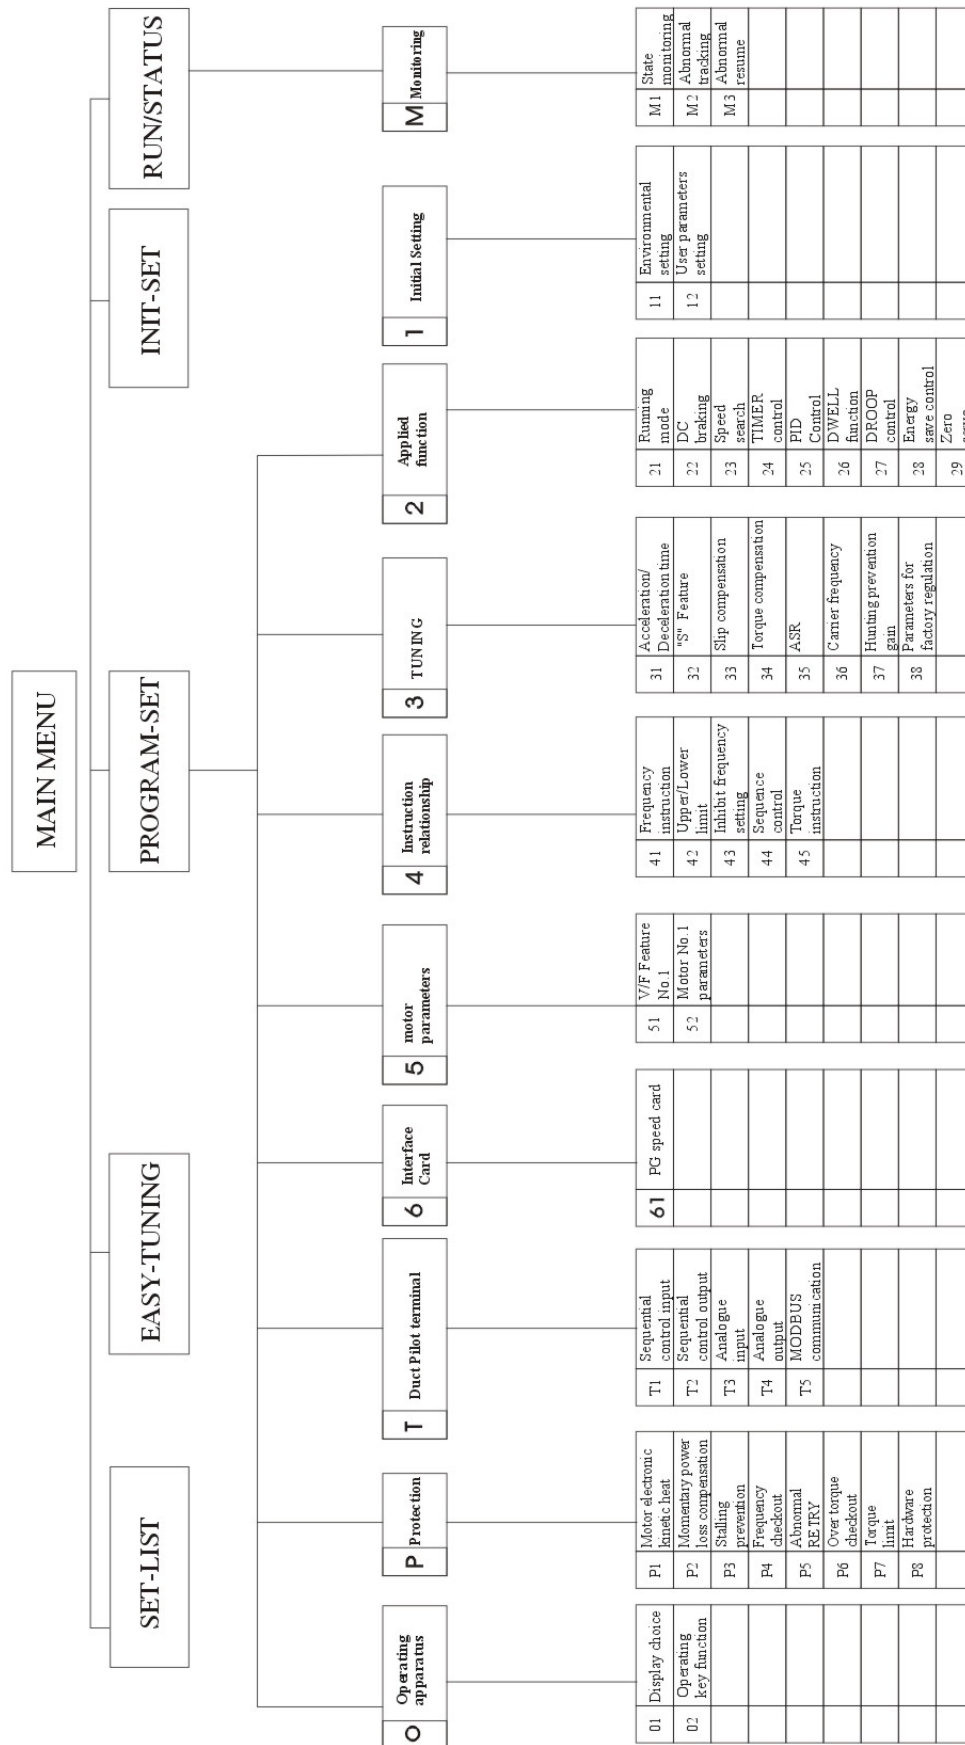 MAIN MENU
SET-LIST
EASY-TUNING
PROGRAM-SET
INIT-SET
RUN/STATUS
O Operating
apparatus
P Protection
T Duct Pilot terminal
6 Interface
Card
5 motor
parameters
4 Instruction
relationship
3 TUNING
2 Applied
function
1 Initial Setting
M Monitoring
01 Display choice
02 Operating
key function
P1 Motor electronic
kinetic heat
P2 Momentary power
loss compensation
P3 Stalling
prevention
P4 Frequency
checkout
P5 Abnormal
RETRY
P6 Over torque
checkout
P7 Torque
limit
P8 Hardware
protection
T1 Sequential
control input
T2 Sequential
control output
T3 Analogue
input
T4 Analogue
output
T5 MODBUS
communication
61 PG speed card
51 V/F Feature
No.1
52 Motor No.1
parameters
41 Frequency
instruction
42 Upper/Lower
limit
43 Inhibit frequency
setting
44 Sequence
control
45 Torque
instruction
31 Acceleration/
Deceleration time
32 "S" Feature
33 Slip compensation
34 Torque compensation
35 ASR
36 Carrier frequency
37 Hunting prevention
gain
38 Parameters for
factory regulation
21 Running
mode
22 DC
braking
23 Speed
search
24 TIMER
control
25 PID
Control
26 DWELL
function
27 DROOP
control
28 Energy
save control
29 Zero
11 Environmental
setting
12 User parameters
setting
M1 State
monitoring
M2 Abnormal
tracking
M3 Abnormal
resume